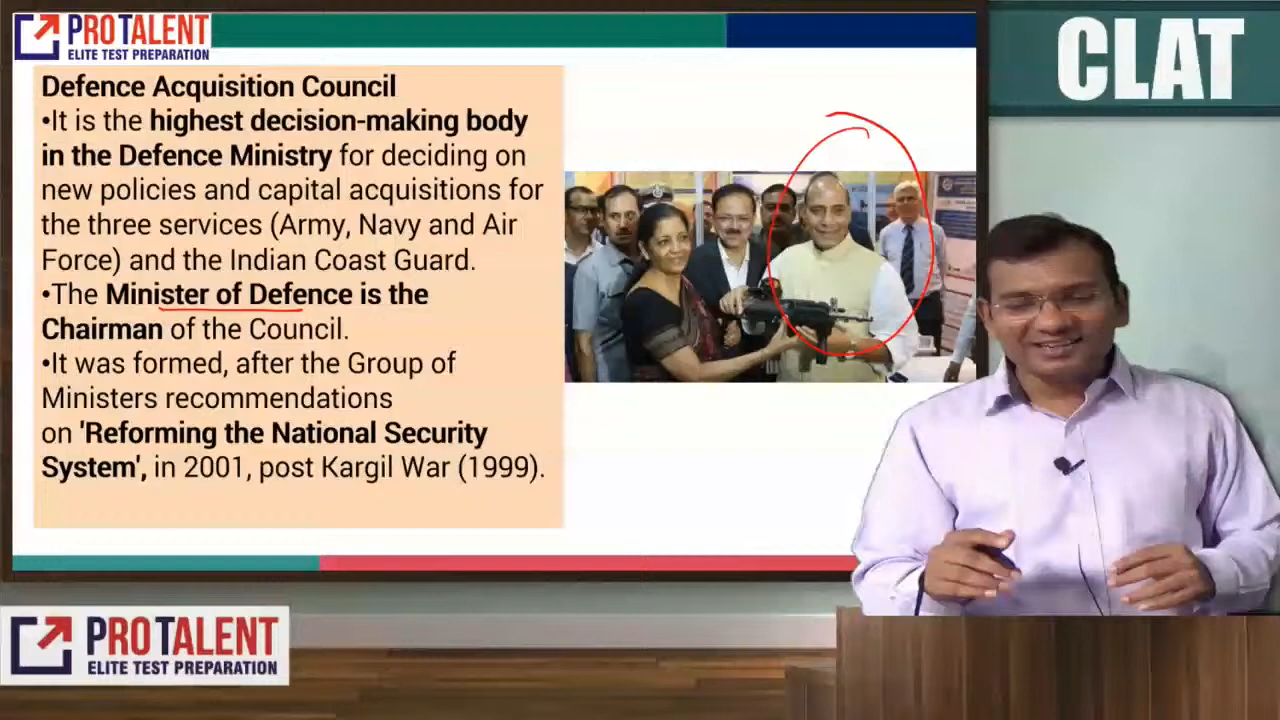 PROTALENT
ELITE TEST PREPARATION
CLAT
Defence Acquisition Council
•It is the highest decision-making body
in the Defence Ministry for deciding on
new policies and capital acquisitions for
the three services (Army, Navy and Air
Force) and the Indian Coast Guard.
•The Minister of Defence is the
Chairman of the Council.
•It was formed, after the Group of
Ministers recommendations
on 'Reforming the National Security
System', in 2001, post Kargil War (1999).
PROTALENT
ELITE TEST PREPARATION